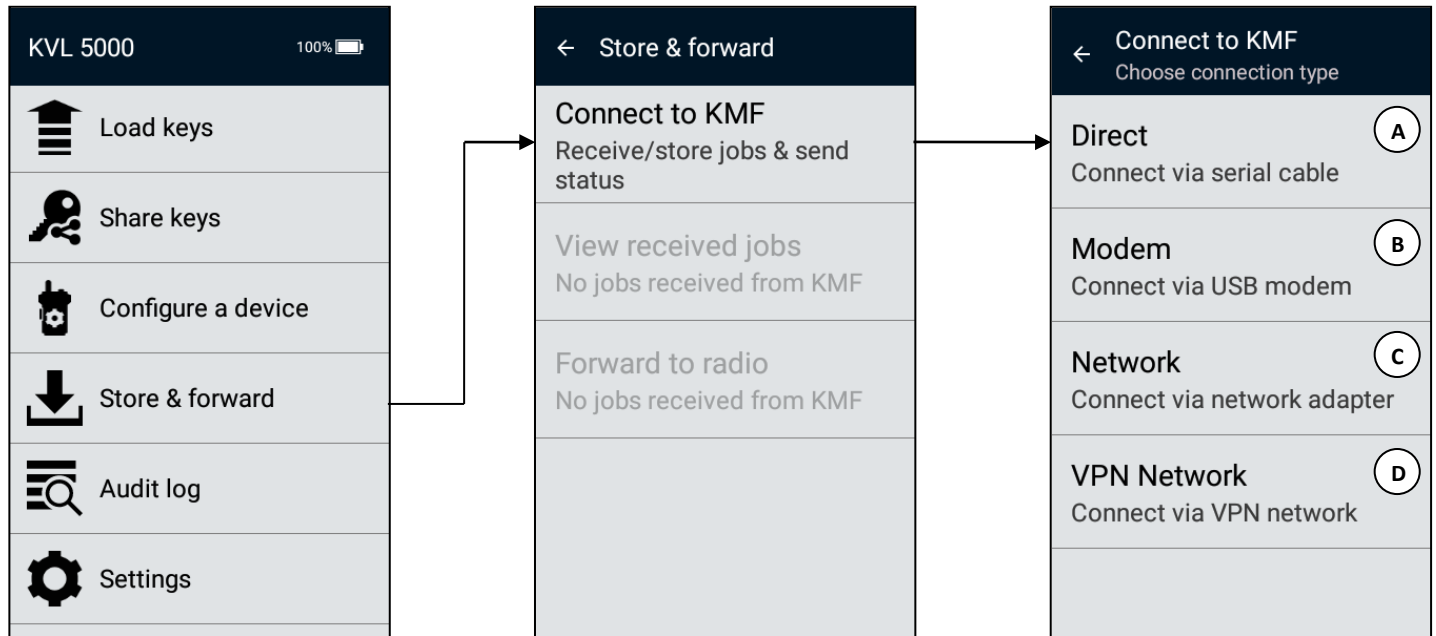 KVL 5000
100%
Load keys
Share keys
Configure a device
Store & forward
Audit log
Settings
Store & forward
Connect to KMF
Receive/store jobs & send
status
View received jobs
No jobs received from KMF
Forward to radio
No jobs received from KMF
Connect to KMF
Choose connection type
Direct
A
Connect via serial cable
Modem
B
Connect via USB modem
Network
C
Connect via network adapter
VPN Network
D
Connect via VPN network